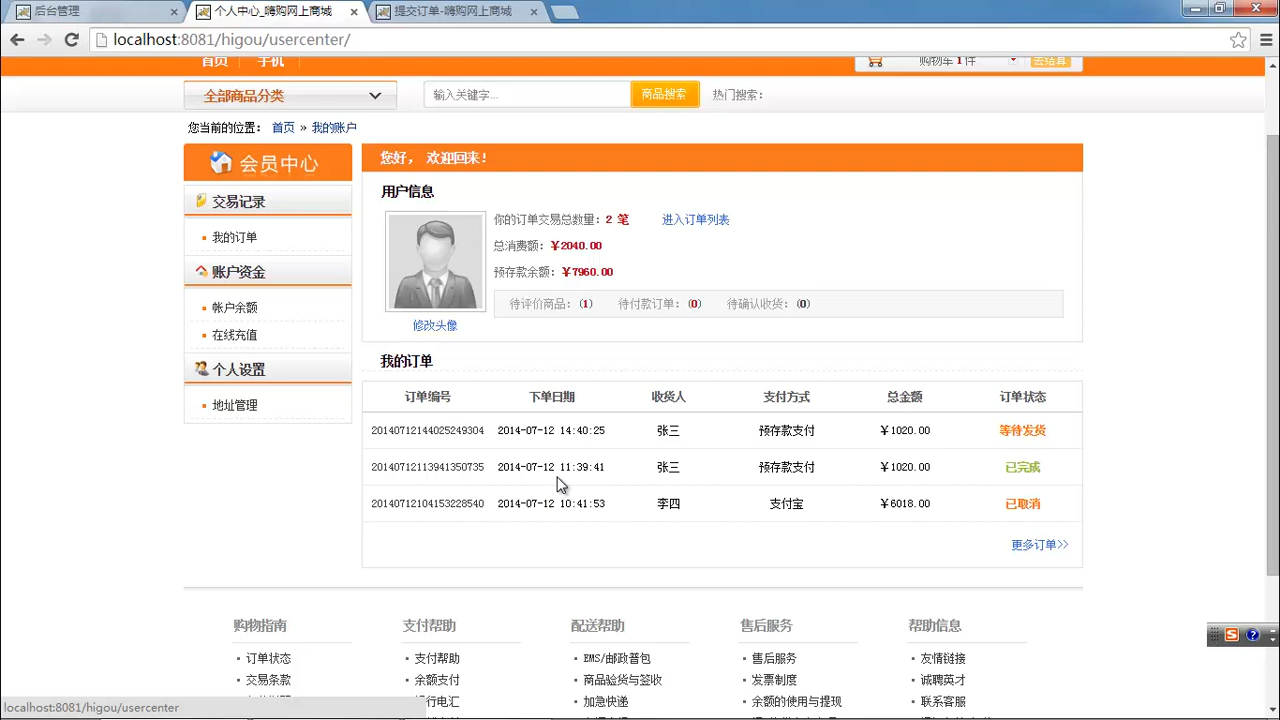 后台管理
个人中心_嗨购网上商城
提交订单-嗨购网上商城
localhost:8081/higou/usercenter/
首页 手机
购物车 1 件 去结算
全部商品分类
输入关键字...
商品搜索
热门搜索:
您当前的位置: 首页 » 我的账户
会员中心
交易记录
我的订单
账户资金
帐户余额
在线充值
个人设置
地址管理
您好, 欢迎回来!
用户信息
你的订单交易总数量: 2 笔 进入订单列表
总消费额: ¥2040.00
预存款余额: ¥7960.00
待评价商品: (1) 待付款订单: (0) 待确认收货: (0)
修改头像
我的订单
订单编号 下单日期 收货人 支付方式 总金额 订单状态
20140712144025249304 2014-07-12 14:40:25 张三 预存款支付 ¥1020.00 等待发货
20140712113941350735 2014-07-12 11:39:41 张三 预存款支付 ¥1020.00 已完成
20140712104153228540 2014-07-12 10:41:53 李四 支付宝 ¥6018.00 已取消
更多订单>>
购物指南 支付帮助 配送帮助 售后服务 帮助信息
订单状态 支付帮助 EMS/邮政普包 售后服务 友情链接
交易条款 余额支付 商品验货与签收 发票制度 诚聘英才
行电汇 加急快递 余额的使用与提现 联系客服
localhost:8081/higou/usercenter